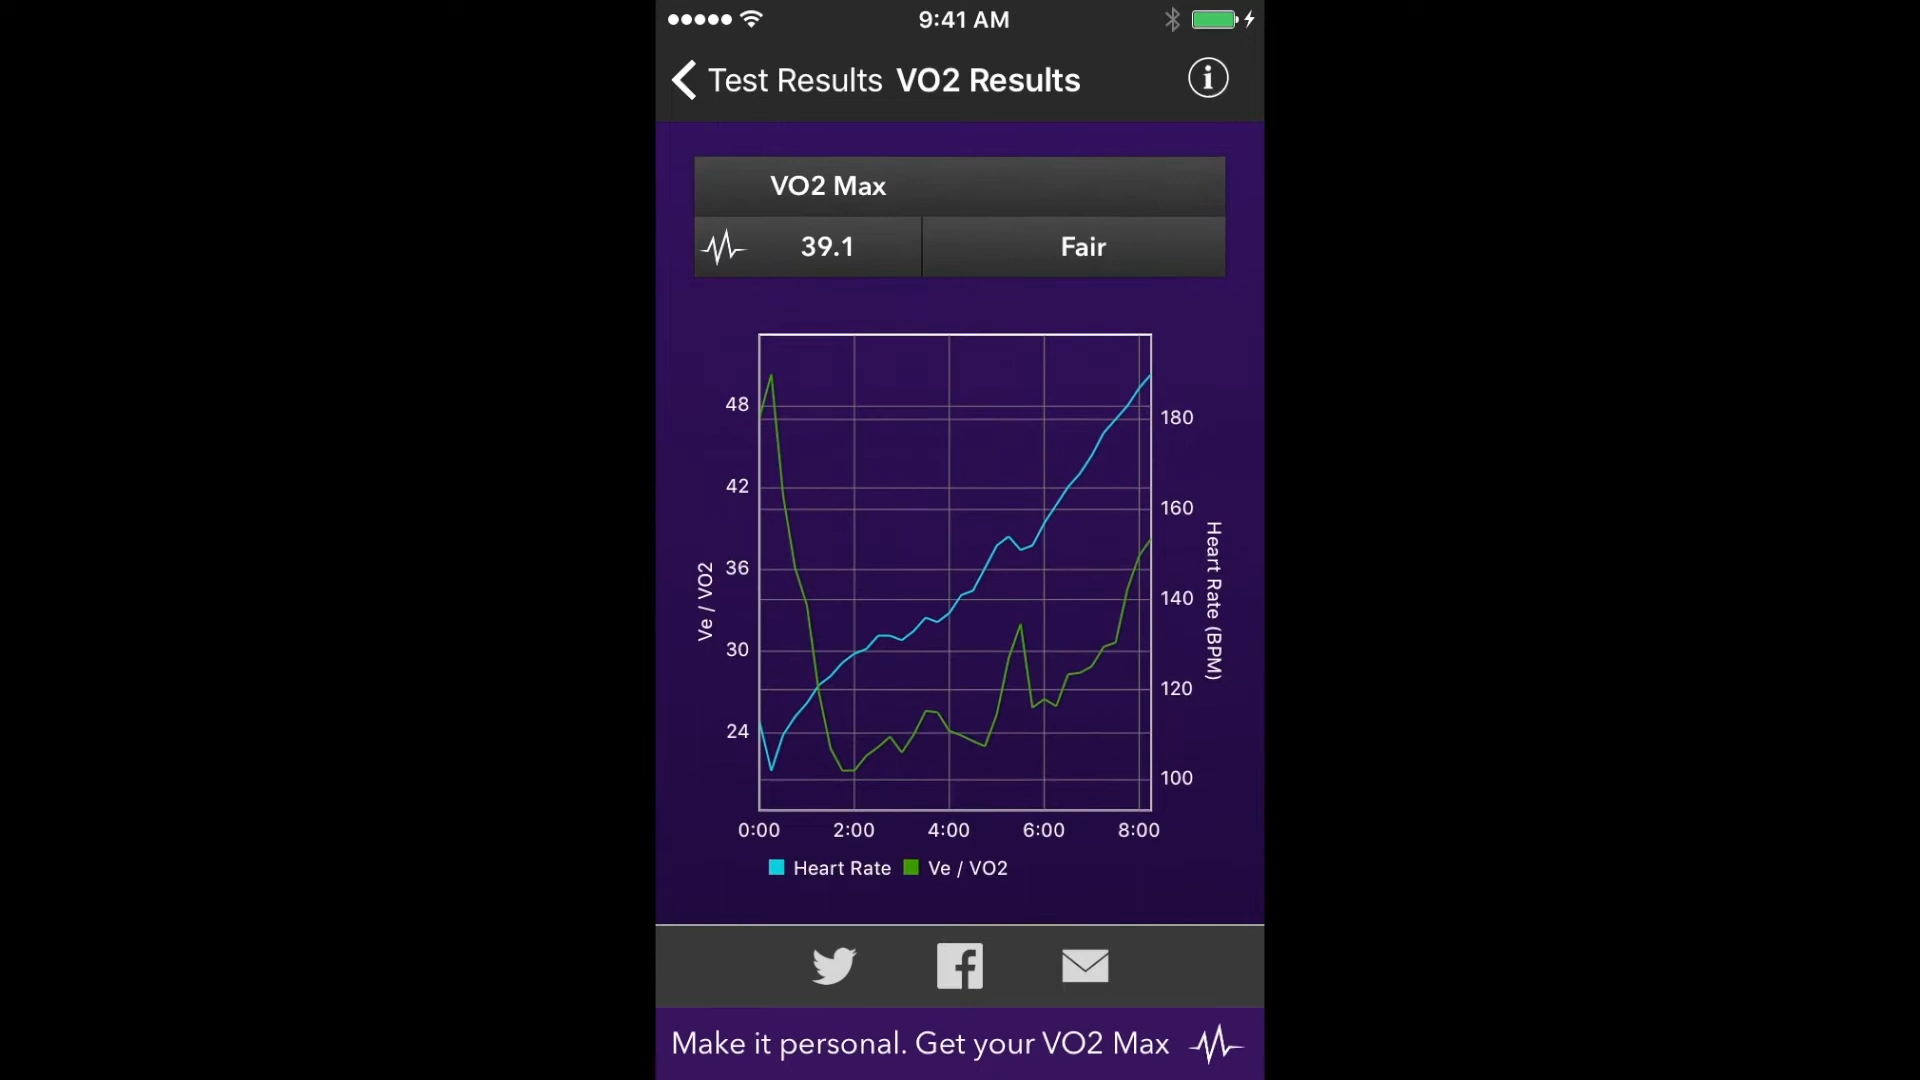 9:41 AM
Test Results VO2 Results
VO2 Max
39.1 Fair
48
42
36
30
24
Ve / VO2
180
160
140
120
100
Heart Rate (BPM)
0:00 2:00 4:00 6:00 8:00
Heart Rate Ve / VO2
Make it personal. Get your VO2 Max